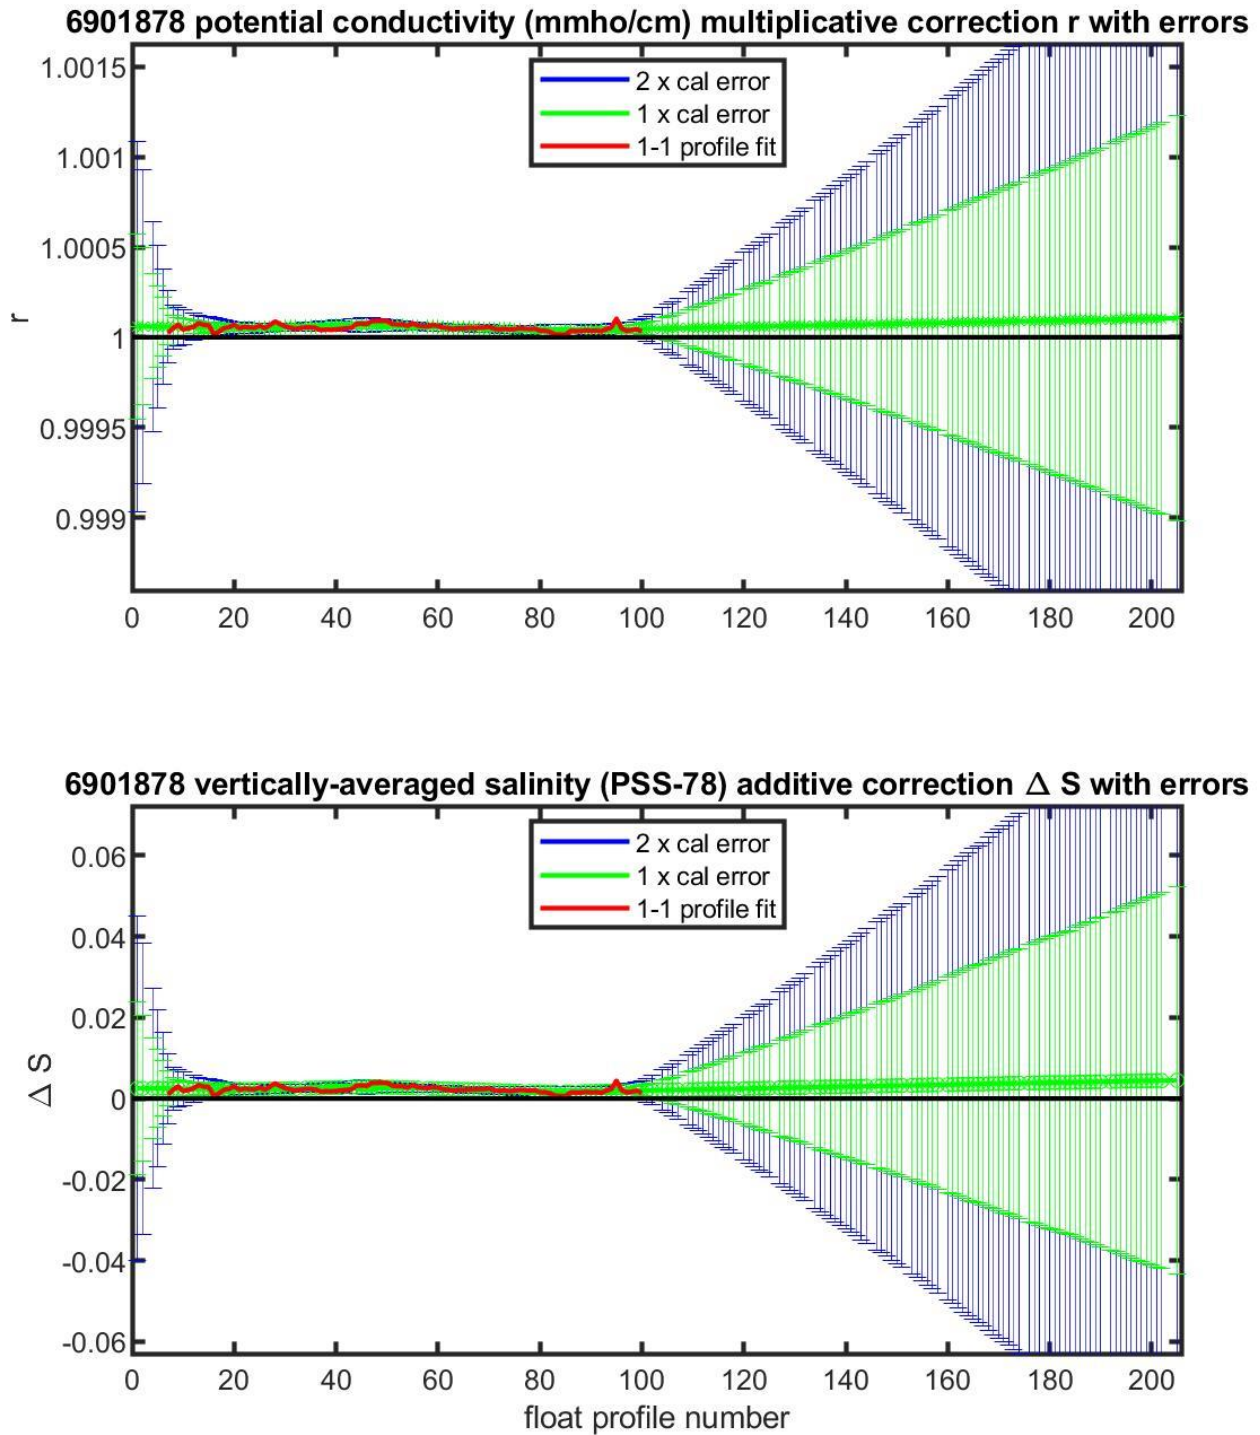 6901878 potential conductivity (mmho/cm) multiplicative correction r with errors
2 x cal error
1 x cal error
1-1 profile fit
1.0015
1.001
1.0005
1
0.9995
0.999
r
0 20 40 60 80 100 120 140 160 180 200
6901878 vertically-averaged salinity (PSS-78) additive correction Δ S with errors
2 x cal error
1 x cal error
1-1 profile fit
0.06
0.04
0.02
0
-0.02
-0.04
-0.06
Δ S
0 20 40 60 80 100 120 140 160 180 200
float profile number